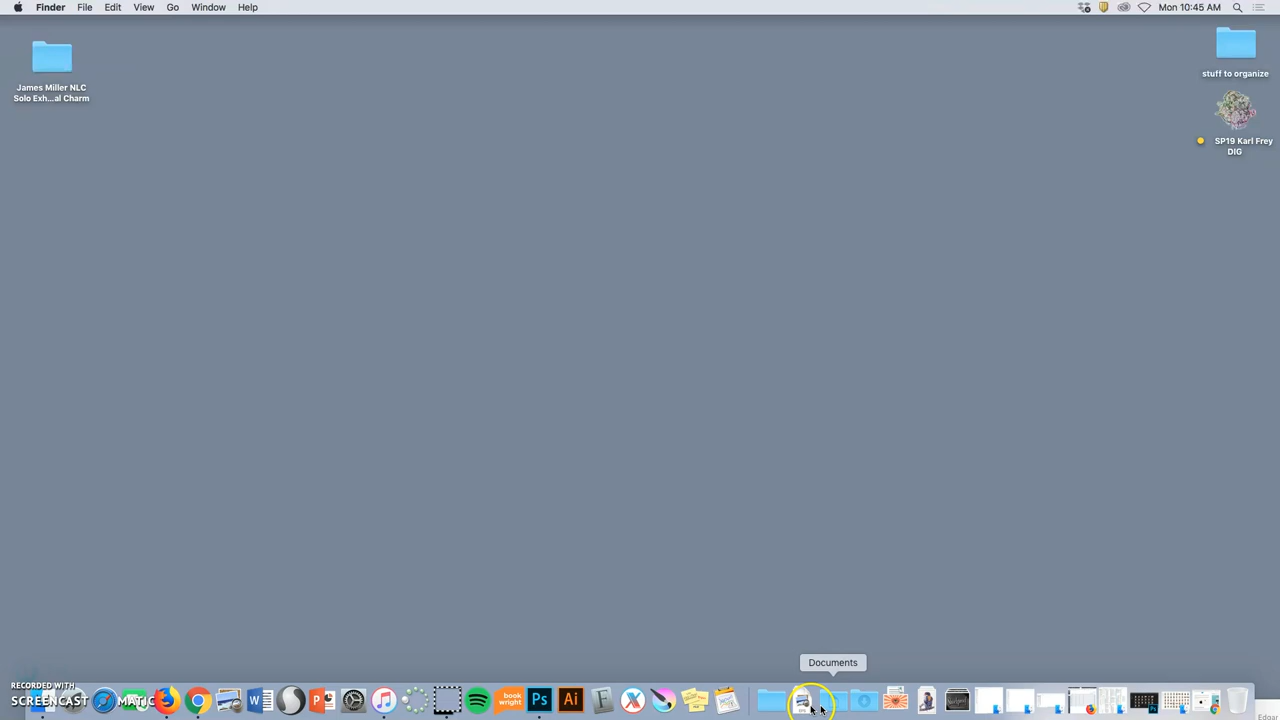 Finder File Edit View Go Window Help
Mon 10:45 AM
James Miller NLC
Solo Exh...al Charm
stuff to organize
SP19 Karl Frey
DIG
Documents
RECORDED WITH
SCREENCAST MATIC
book
wright
Ps
Ai